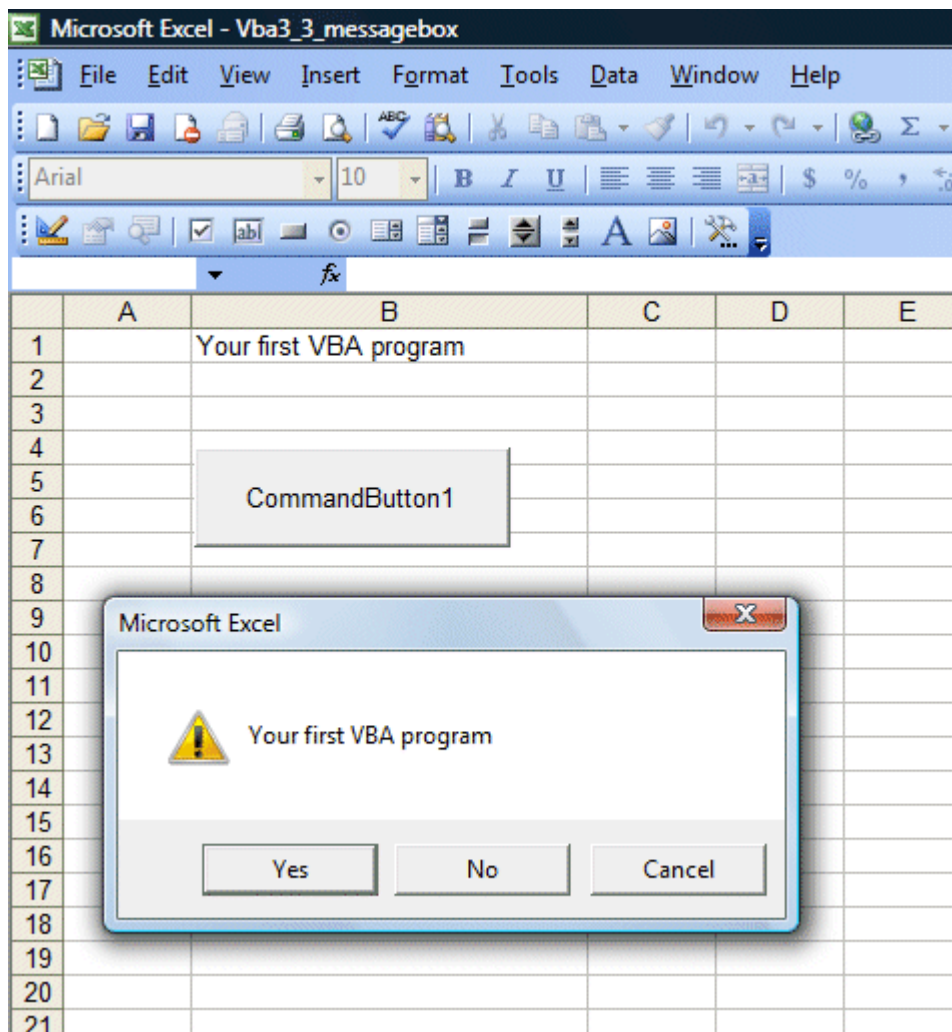 Microsoft Excel - Vba3_3_messagebox
File Edit View Insert Format Tools Data Window Help
ABC Σ
Arial 10 B I U a $ % ,
ab A
fx
A B C D E
1 Your first VBA program
2
3
4
5 CommandButton1
6
7
8
9 Microsoft Excel X
10
11
12 Your first VBA program
13
14
15
16 Yes No Cancel
17
18
19
20
21